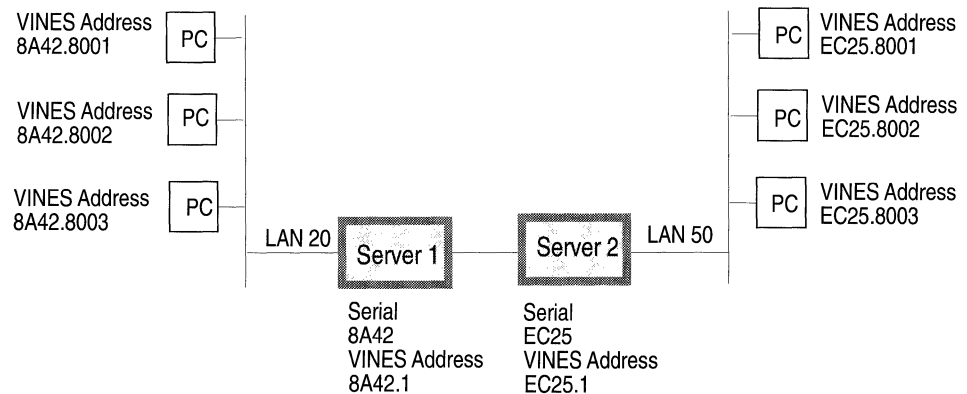 VINES Address
8A42.8001
PC
PC
VINES Address
EC25.8001
VINES Address
8A42.8002
PC
PC
VINES Address
EC25.8002
VINES Address
8A42.8003
PC
PC
VINES Address
EC25.8003
LAN 20
Server 1
Server 2
LAN 50
Serial
8A42
VINES Address
8A42.1
Serial
EC25
VINES Address
EC25.1